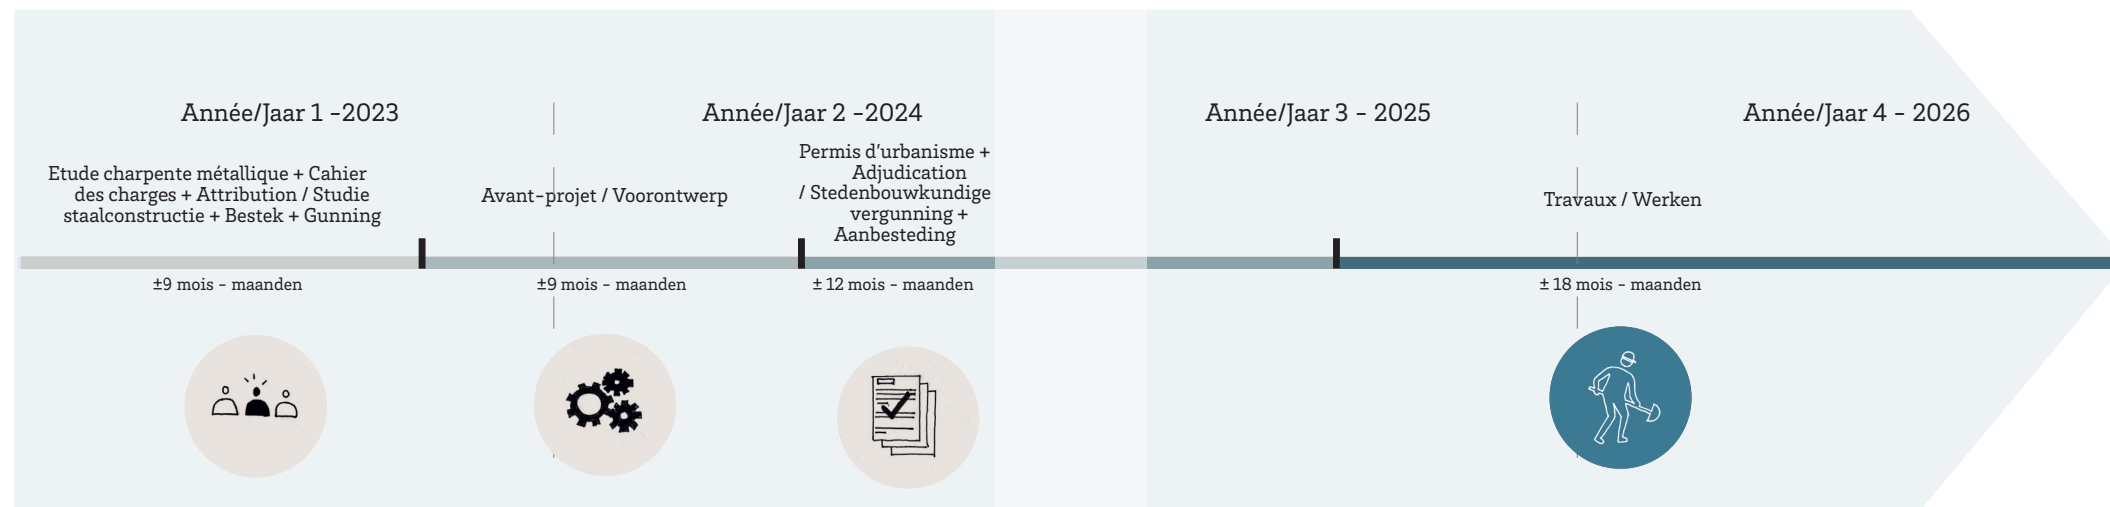 Année/Jaar 1 -2023
Année/Jaar 2 -2024
Année/Jaar 3 - 2025
Année/Jaar 4 - 2026
Etude charpente métallique + Cahier
des charges + Attribution / Studie
staalconstructie + Bestek + Gunning
Avant-projet / Voorontwerp
Permis d'urbanisme +
Adjudication
/ Stedenbouwkundige
vergunning +
Aanbesteding
Travaux / Werken
±9 mois - maanden
±9 mois - maanden
± 12 mois - maanden
± 18 mois - maanden